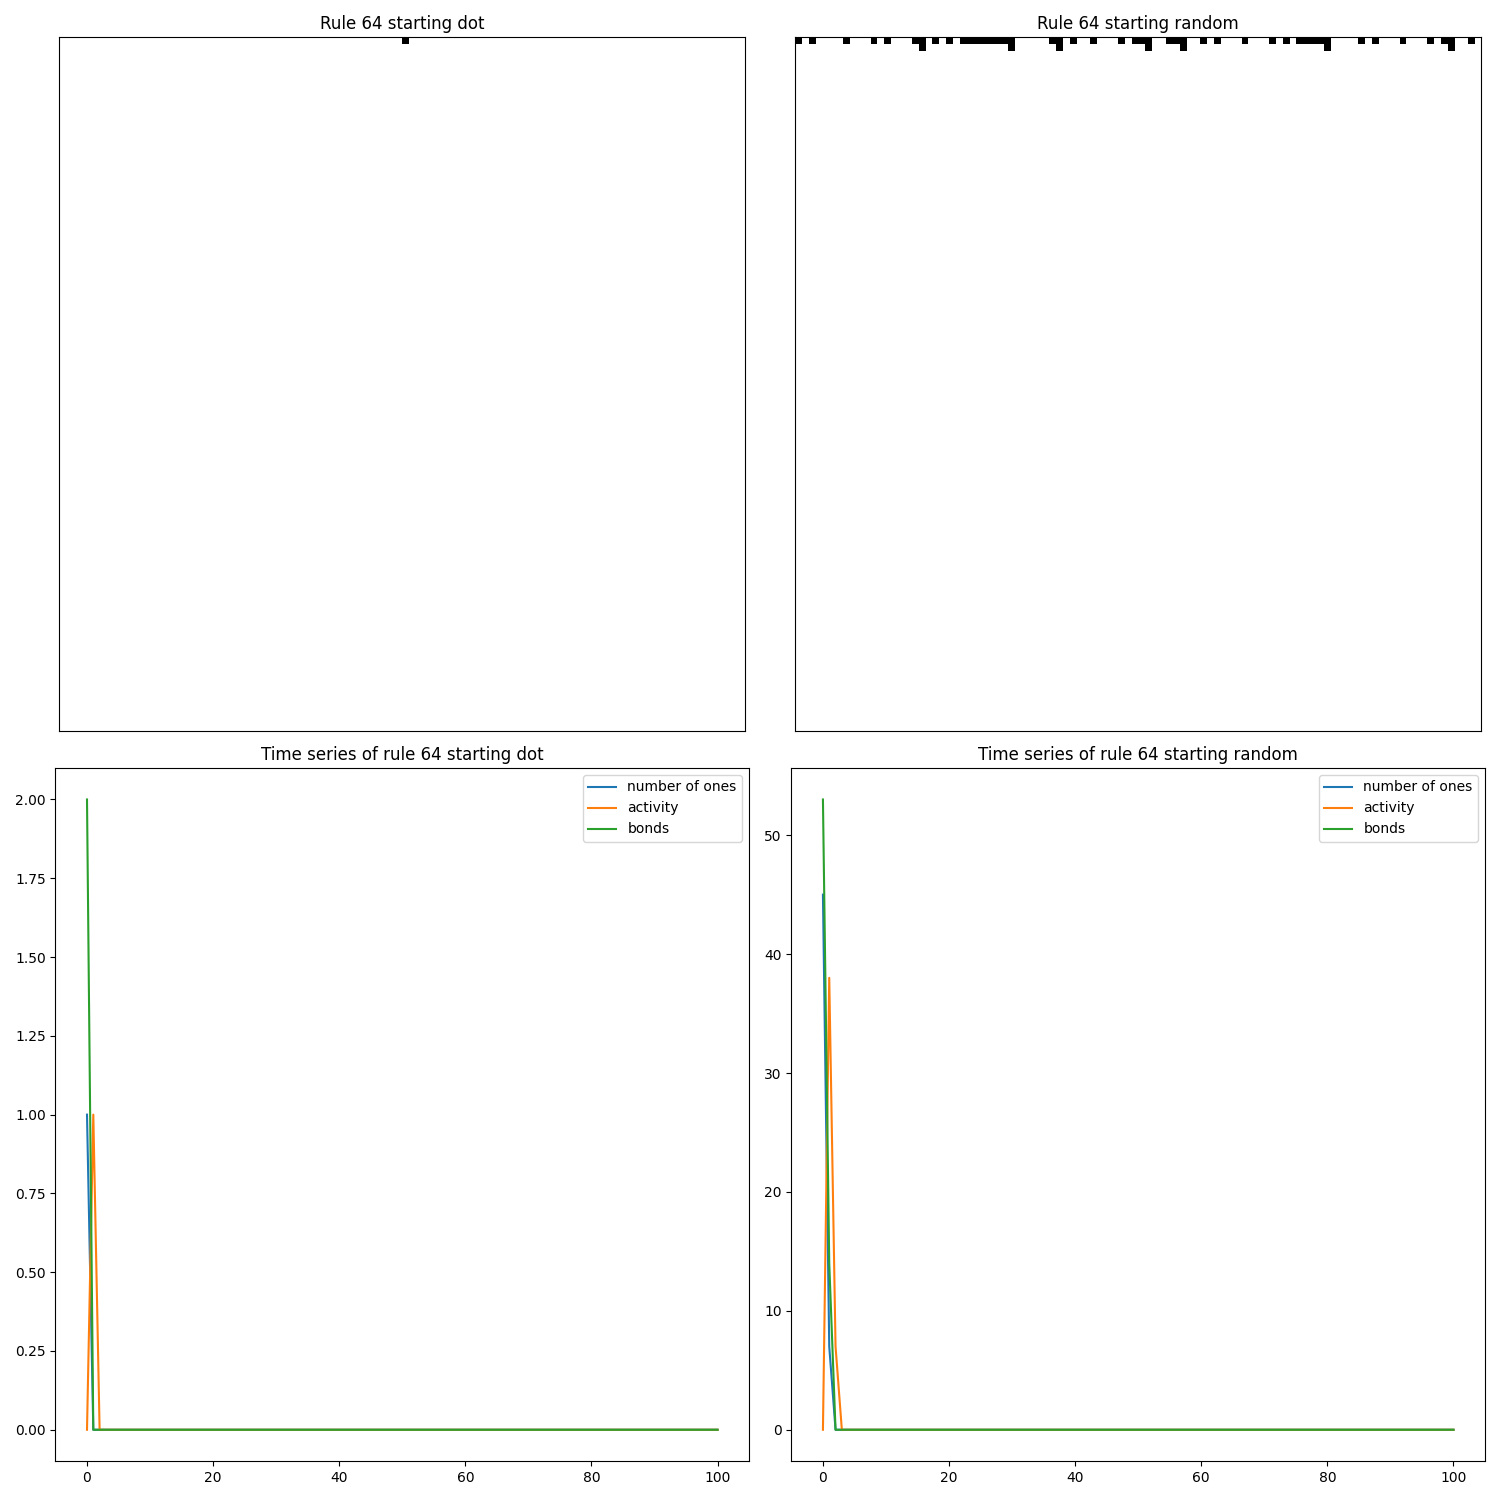 Rule 64 starting dot
Rule 64 starting random
Time series of rule 64 starting dot
number of ones
activity
bonds
2.00
1.75
1.50
1.25
1.00
0.75
0.50
0.25
0.00
0 20 40 60 80 100
Time series of rule 64 starting random
number of ones
activity
bonds
50
40
30
20
10
0
0 20 40 60 80 100